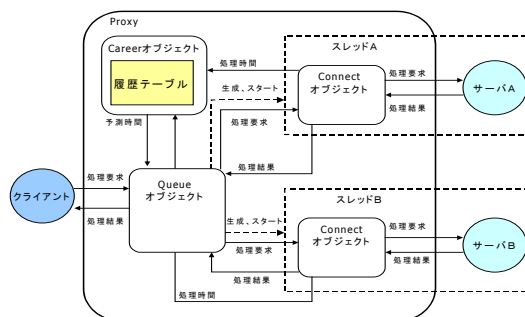 Proxy
Careerオブジェクト
履歴テーブル
処理時間
スレッドA
Connect
オブジェクト
処理要求
処理結果
サーバA
生成、スタート
処理要求
予測時間
処理結果
クライアント
処理要求
処理結果
Queue
オブジェクト
生成、スタート
処理要求
処理結果
処理時間
スレッドB
Connect
オブジェクト
処理要求
処理結果
サーバB